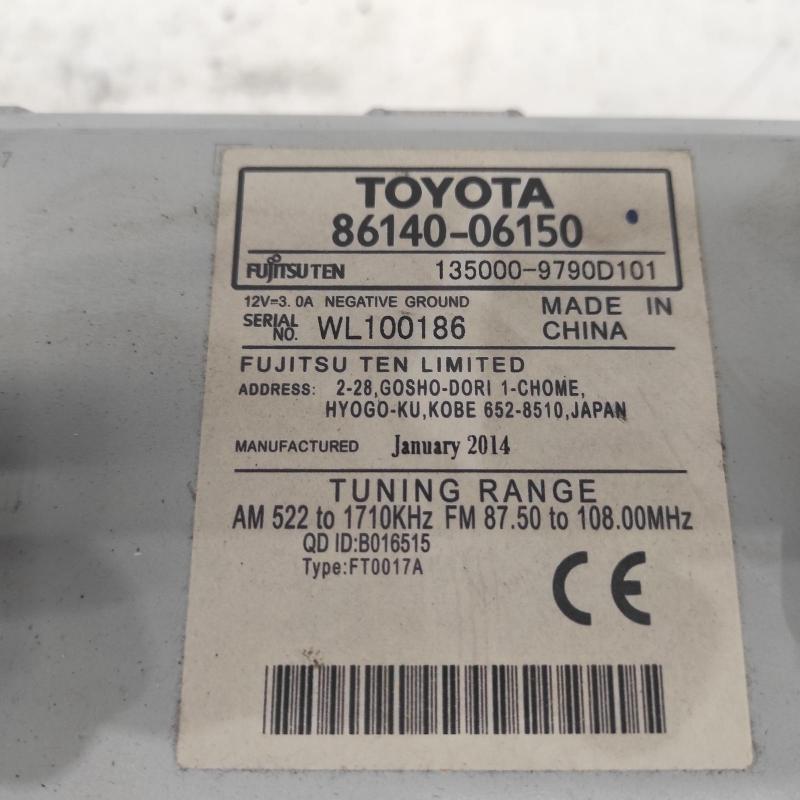 7
TOYOTA
86140-06150
FUJITSU TEN 135000-9790D101
12V=3.0A NEGATIVE GROUND
SERIAL NO. WL100186
MADE IN
CHINA
FUJITSU TEN LIMITED
ADDRESS: 2-28,GOSHO-DORI 1-CHOME,
HYOGO-KU,KOBE 652-8510,JAPAN
MANUFACTURED January 2014
TUNING RANGE
AM 522 to 1710KHz FM 87.50 to 108.00MHz
QD ID:B016515
Type:FT0017A
CE